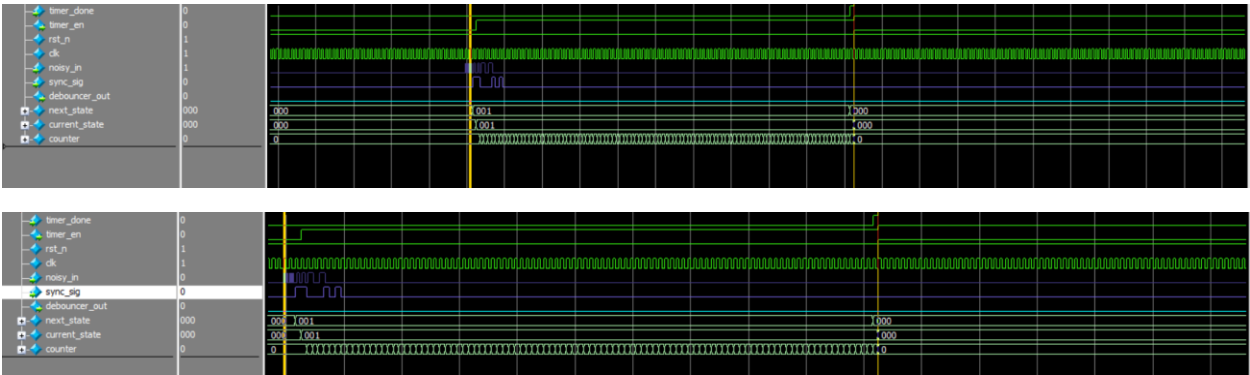 timer_done 0
timer_en 0
rst_n 1
clk 1
noisy_in 1
sync_sig 0
debouncer_out 0
next_state 000 000 001 000
current_state 000 000 001 000
counter 0 0 0
timer_done 0
timer_en 0
rst_n 1
clk 1
noisy_in 0
sync_sig 0
debouncer_out 0
next_state 000 000 001 000
current_state 000 000 001 000
counter 0 0 0